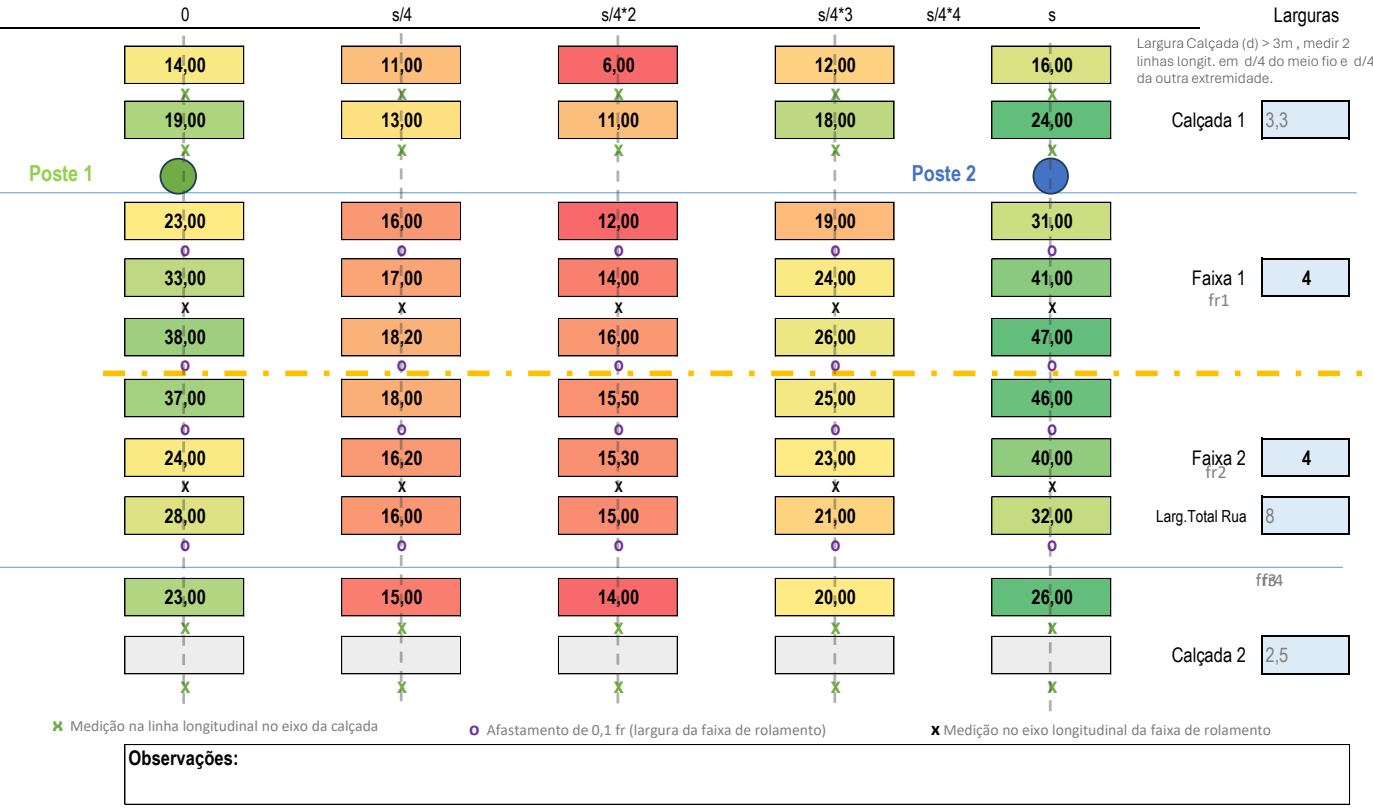 0 s/4 s/4*2 s/4*3 s/4*4 s Larguras
Largura Calçada (d) > 3m , medir 2
linhas longit. em d/4 do meio fio e d/4
da outra extremidade.
14,00 11,00 6,00 12,00 16,00
x x x x x
19,00 13,00 11,00 18,00 24,00 Calçada 1 3,3
x x x x x
Poste 1 Poste 2
23,00 16,00 12,00 19,00 31,00
o o o o o
33,00 17,00 14,00 24,00 41,00 Faixa 1 4
fr1
x x x x x
38,00 18,20 16,00 26,00 47,00
o o o o o
37,00 18,00 15,50 25,00 46,00
o o o o o
24,00 16,20 15,30 23,00 40,00 Faixa 2 4
fr2
x x x x x
28,00 16,00 15,00 21,00 32,00 Larg.Total Rua 8
o o o o o
23,00 15,00 14,00 20,00 26,00
x x x x x
Calçada 2 2,5
x x x x x
x Medição na linha longitudinal no eixo da calçada o Afastamento de 0,1 fr (largura da faixa de rolamento) x Medição no eixo longitudinal da faixa de rolamento
Observações: